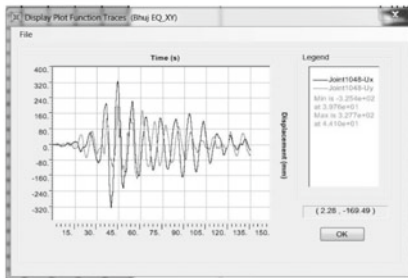 Display Plot Function Traces (Bhuj EQ_XY)
File
Time (s)
Legend
400.
320.
240.
160.
80.
0.
-80.
-160.
-240.
-320.
15. 30. 45. 60. 75. 90. 105. 120. 135. 150.
Displacement (mm)
Joint1048-Ux
Joint1048-Uy
Min is -3.254e+02
at 3.976e+01
Max is 3.277e+02
at 4.410e+01
( 2.28 , -169.49 )
OK